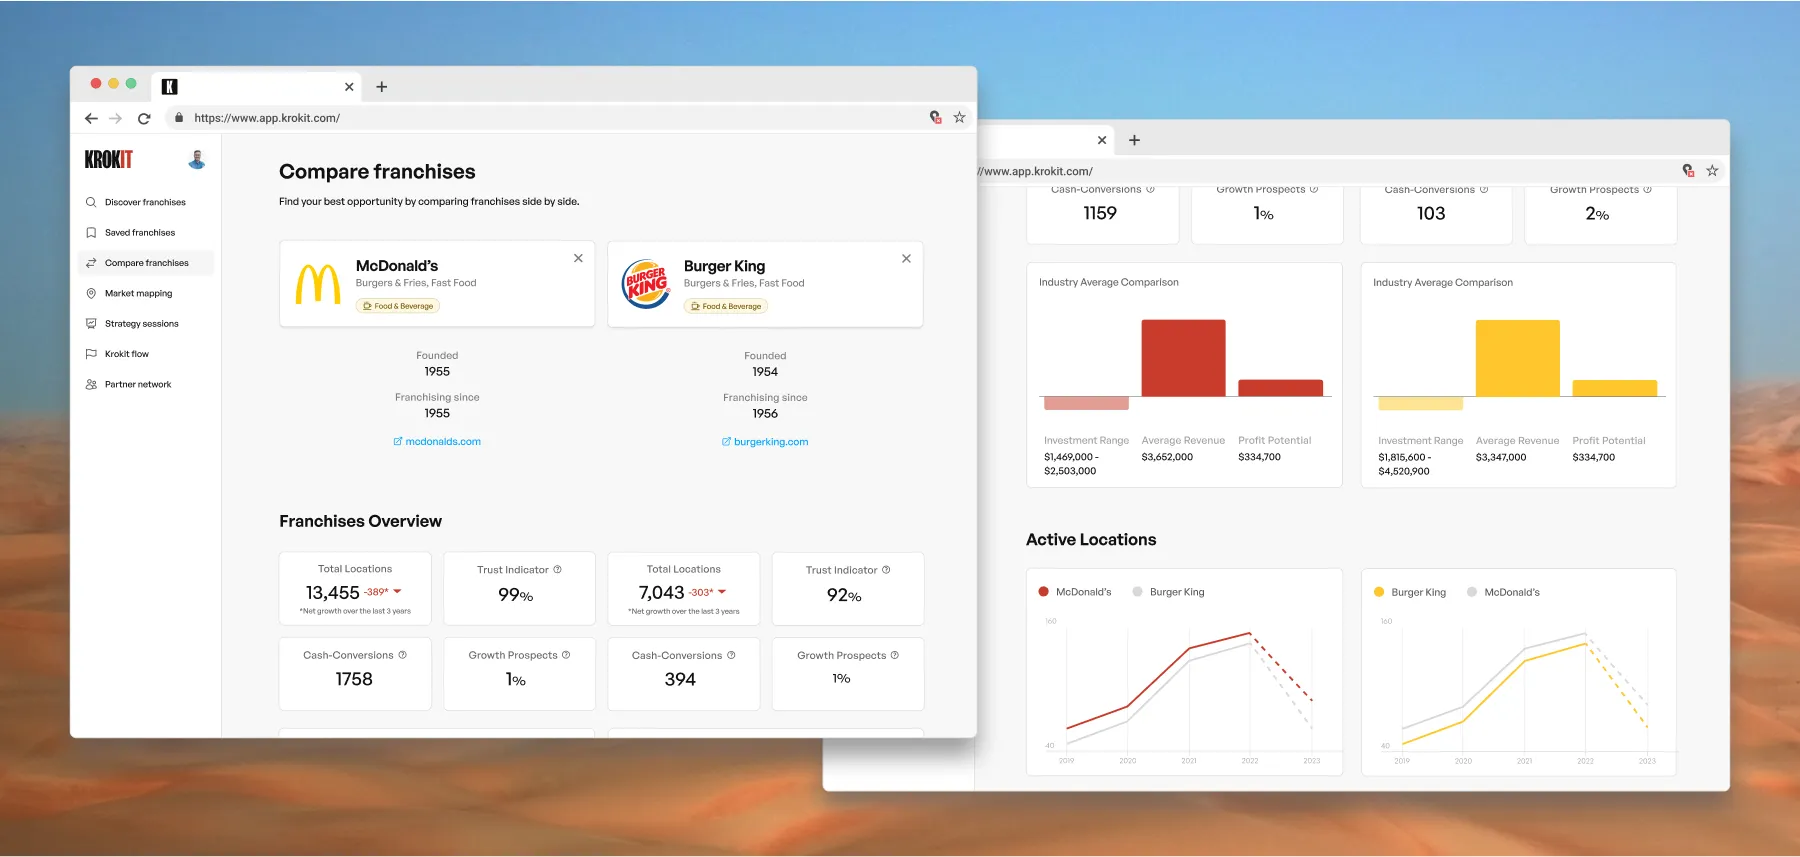 K
https://www.app.krokit.com/
KROKIT
Discover franchises
Saved franchises
Compare franchises
Market mapping
Strategy sessions
Krokit flow
Partner network
Compare franchises
Find your best opportunity by comparing franchises side by side.
McDonald's
Burgers & Fries, Fast Food
Food & Beverage
BURGER KING
Burger King
Burgers & Fries, Fast Food
Food & Beverage
Founded
1955
Franchising since
1955
mcdonalds.com
Founded
1954
Franchising since
1956
burgerking.com
Franchises Overview
Total Locations
13,455 -389*
*Net growth over the last 3 years
Trust Indicator
99%
Total Locations
7,043 -303*
*Net growth over the last 3 years
Trust Indicator
92%
Cash-Conversions
1758
Growth Prospects
1%
Cash-Conversions
394
Growth Prospects
1%
//www.app.krokit.com/
Cash-Conversions
1159
Growth Prospects
1%
Cash-Conversions
103
Growth Prospects
2%
Industry Average Comparison
Investment Range
$1,469,000 -
$2,503,000
Average Revenue
$3,652,000
Profit Potential
$334,700
Industry Average Comparison
Investment Range
$1,815,600 -
$4,520,900
Average Revenue
$3,347,000
Profit Potential
$334,700
Active Locations
McDonald's Burger King
160
40
2019 2020 2021 2022 2023
Burger King McDonald's
160
40
2019 2020 2021 2022 2023